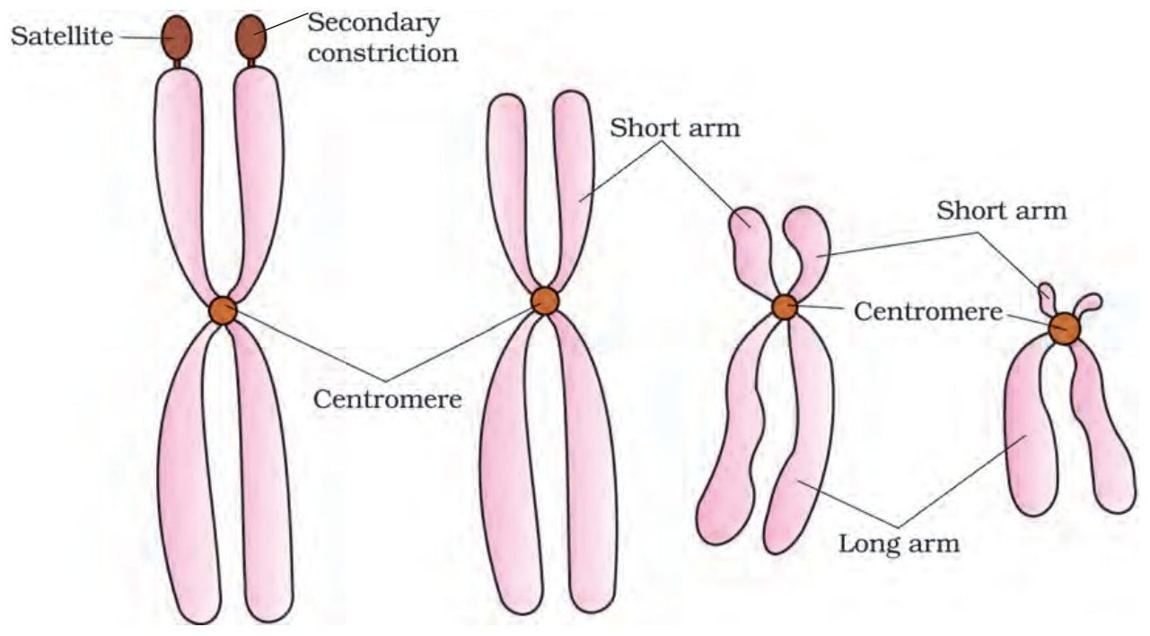 Satellite
Secondary
constriction
Short arm
Short arm
Centromere
Centromere
Long arm